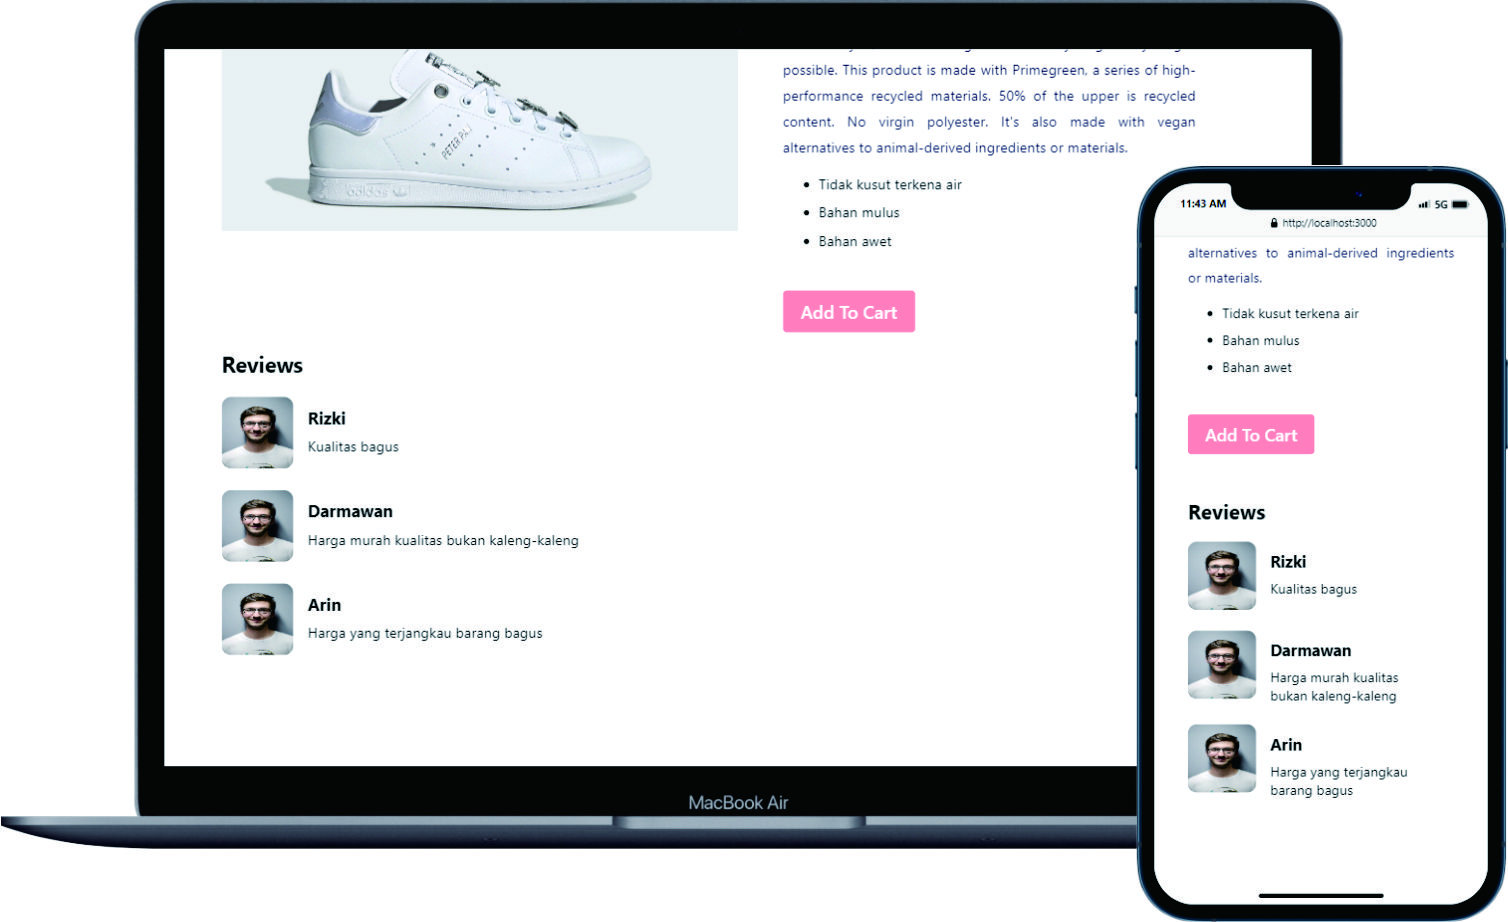 possible. This product is made with Primegreen, a series of high-
performance recycled materials. 50% of the upper is recycled
content. No virgin polyester. It's also made with vegan
alternatives to animal-derived ingredients or materials.
Tidak kusut terkena air
Bahan mulus
Bahan awet
Add To Cart
PETER PAN
adidas
Reviews
Rizki
Kualitas bagus
Darmawan
Harga murah kualitas bukan kaleng-kaleng
Arin
Harga yang terjangkau barang bagus
MacBook Air
11:43 AM
5G
http://localhost:3000
alternatives to animal-derived ingredients
or materials.
Tidak kusut terkena air
Bahan mulus
Bahan awet
Add To Cart
Reviews
Rizki
Kualitas bagus
Darmawan
Harga murah kualitas
bukan kaleng-kaleng
Arin
Harga yang terjangkau
barang bagus